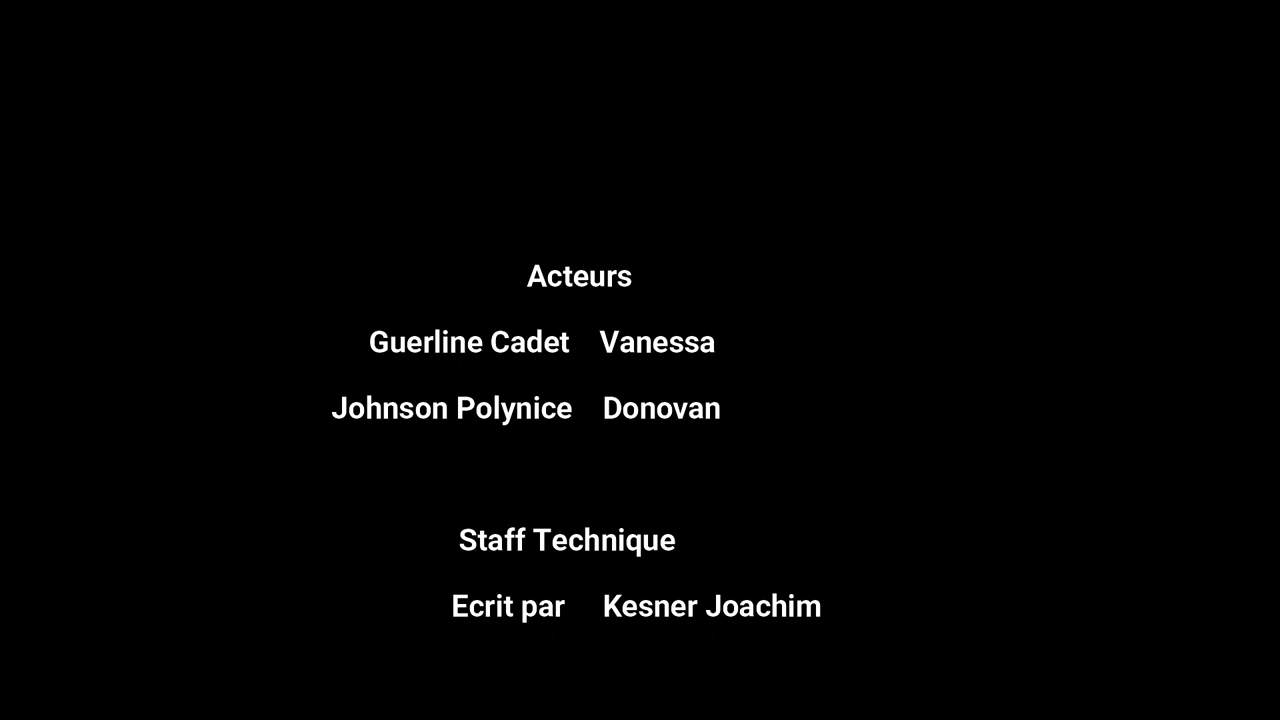 Acteurs
Guerline Cadet Vanessa
Johnson Polynice Donovan
Staff Technique
Ecrit par Kesner Joachim